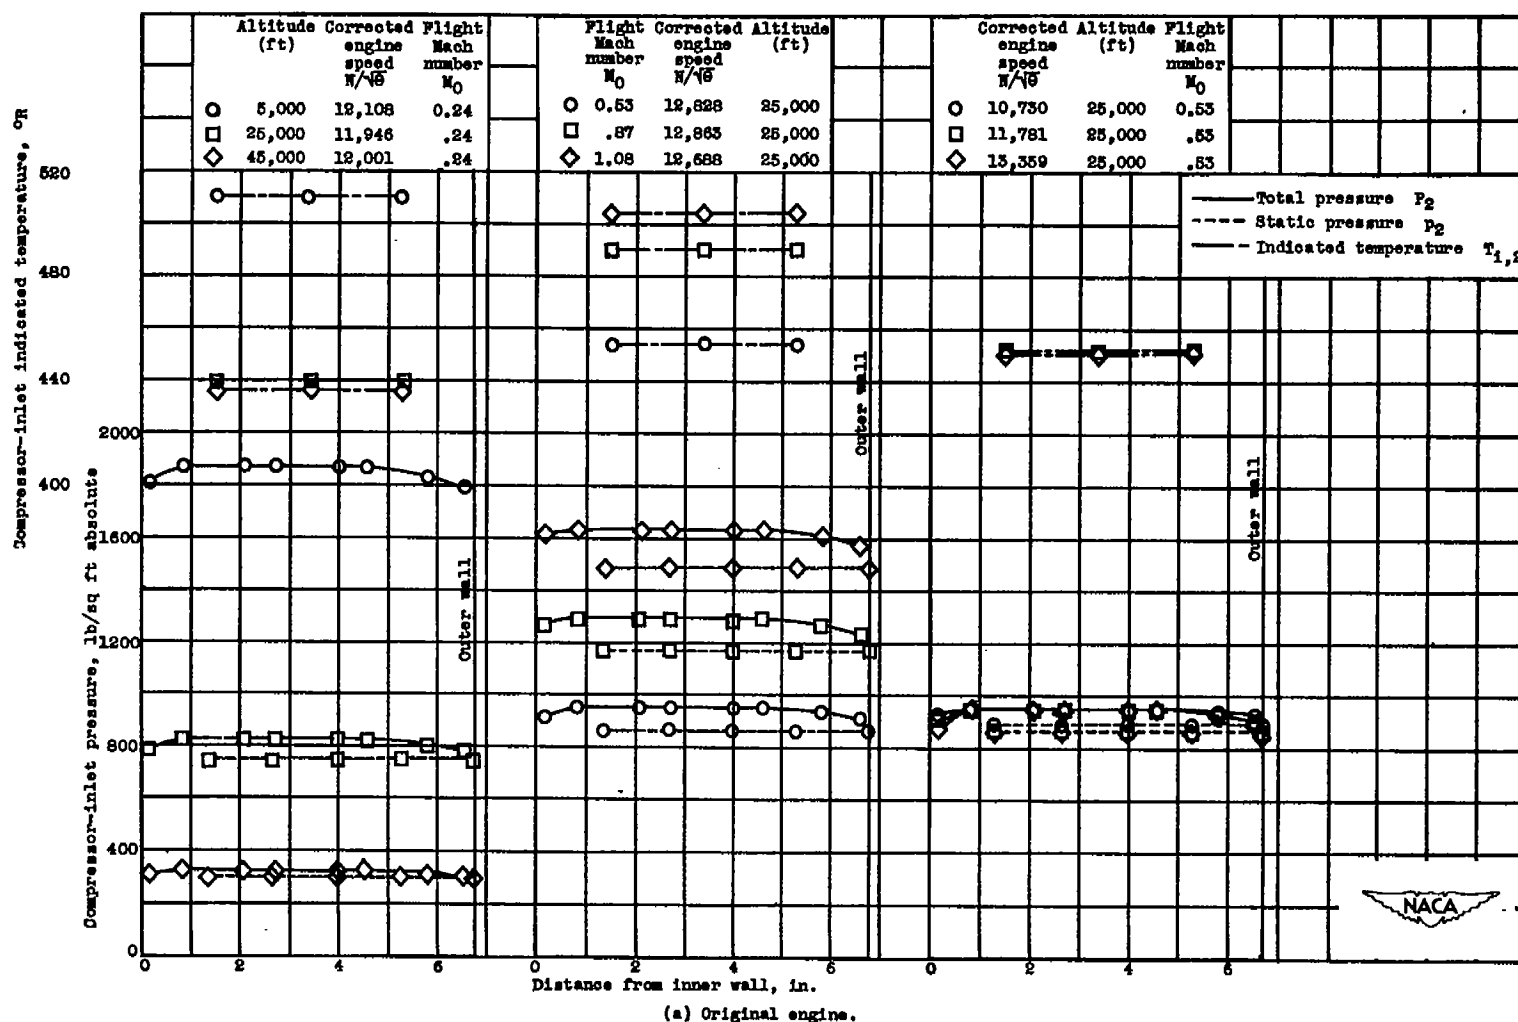 Altitude (ft) Corrected engine speed N/√θ Flight Mach number M0
5,000 12,108 0.24
25,000 11,946 .24
45,000 12,001 .24
Flight Mach number M0 Corrected engine speed N/√θ Altitude (ft)
0.53 12,828 25,000
.87 12,863 25,000
1.08 12,688 25,000
Corrected engine speed N/√θ Altitude (ft) Flight Mach number M0
10,730 25,000 0.53
11,781 25,000 .53
13,359 25,000 .53
Total pressure P2
Static pressure p2
Indicated temperature Ti,2
Compressor-inlet indicated temperature, °R
520
480
440
400
Compressor-inlet pressure, lb/sq ft absolute
2000
1600
1200
800
400
0
Outer wall
Outer wall
Outer wall
NACA
0 2 4 6 0 2 4 6 0 2 4 6
Distance from inner wall, in.
(a) Original engine.